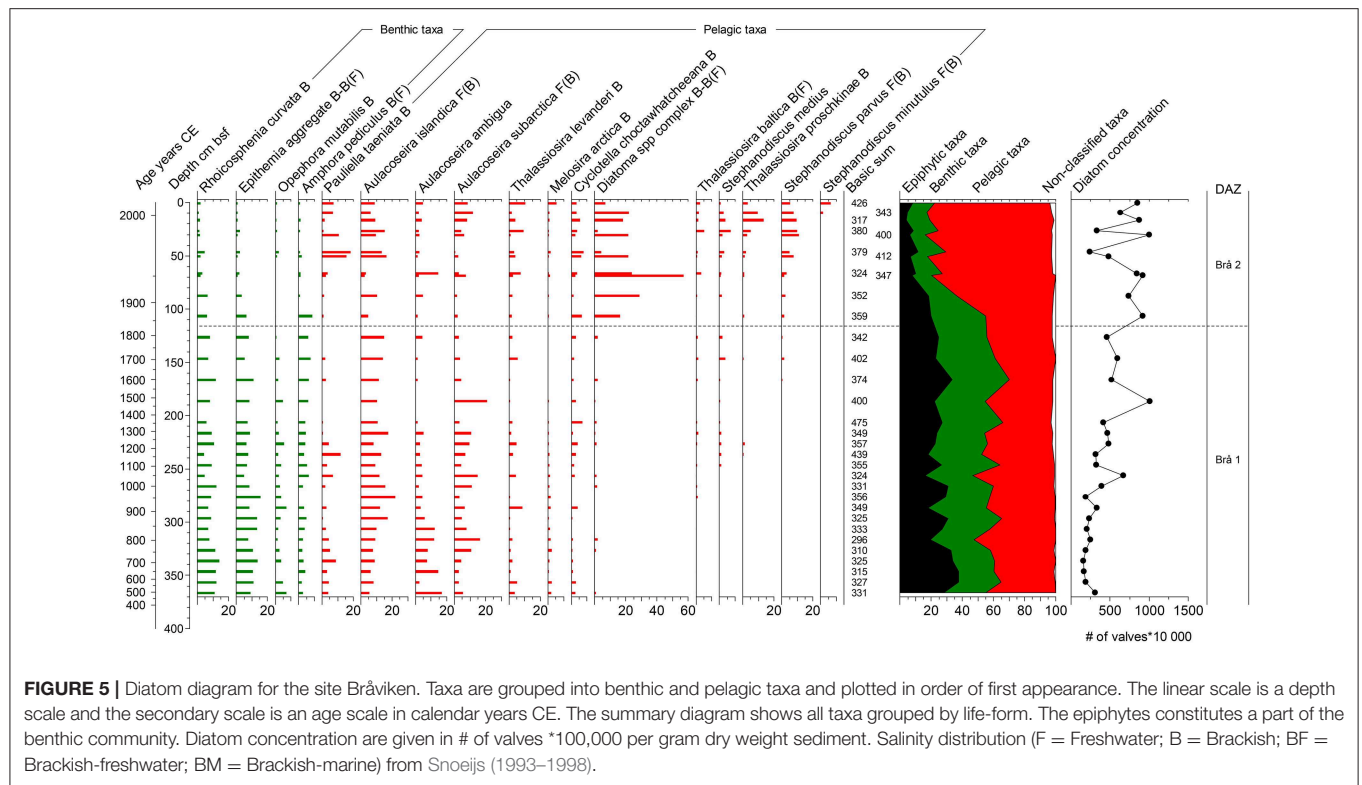 Benthic taxa
Pelagic taxa
Age years CE
Depth cm bsf
Rhoicosphenia curvata B
Epithemia aggregate B-B(F)
Opephora mutabilis B
Amphora pediculus B(F)
Pauliella taeniata B
Aulacoseira islandica F(B)
Aulacoseira ambigua
Aulacoseira subarctica F(B)
Thalassiosira levanderi B
Melosira arctica B
Cyclotella choctawhatcheeana B
Diatoma spp complex B-B(F)
Thalassiosira baltica B(F)
Stephanodiscus medius
Thalassiosira proschkinae B
Stephanodiscus parvus F(B)
Stephanodiscus minutulus F(B)
Basic sum
Epiphytic taxa
Benthic taxa
Pelagic taxa
Non-classified taxa
Diatom concentration
DAZ
2000
1900
1800
1700
1600
1500
1400
1300
1200
1100
1000
900
800
700
600
500
400
0
50
100
150
200
250
300
350
400
426
343
317
380
400
379
412
324
347
352
359
342
402
374
400
475
349
357
439
355
324
331
356
349
325
333
296
310
325
315
327
331
Brå 2
Brå 1
20 20 20 20 20 20 20 20 20 20 20 20 40 60 20 20 20 20 20
20 40 60 80 100
500 1000 1500
# of valves*10 000
FIGURE 5 | Diatom diagram for the site Bråviken. Taxa are grouped into benthic and pelagic taxa and plotted in order of first appearance. The linear scale is a depth
scale and the secondary scale is an age scale in calendar years CE. The summary diagram shows all taxa grouped by life-form. The epiphytes constitutes a part of the
benthic community. Diatom concentration are given in # of valves *100,000 per gram dry weight sediment. Salinity distribution (F = Freshwater; B = Brackish; BF =
Brackish-freshwater; BM = Brackish-marine) from Snoeijs (1993–1998).